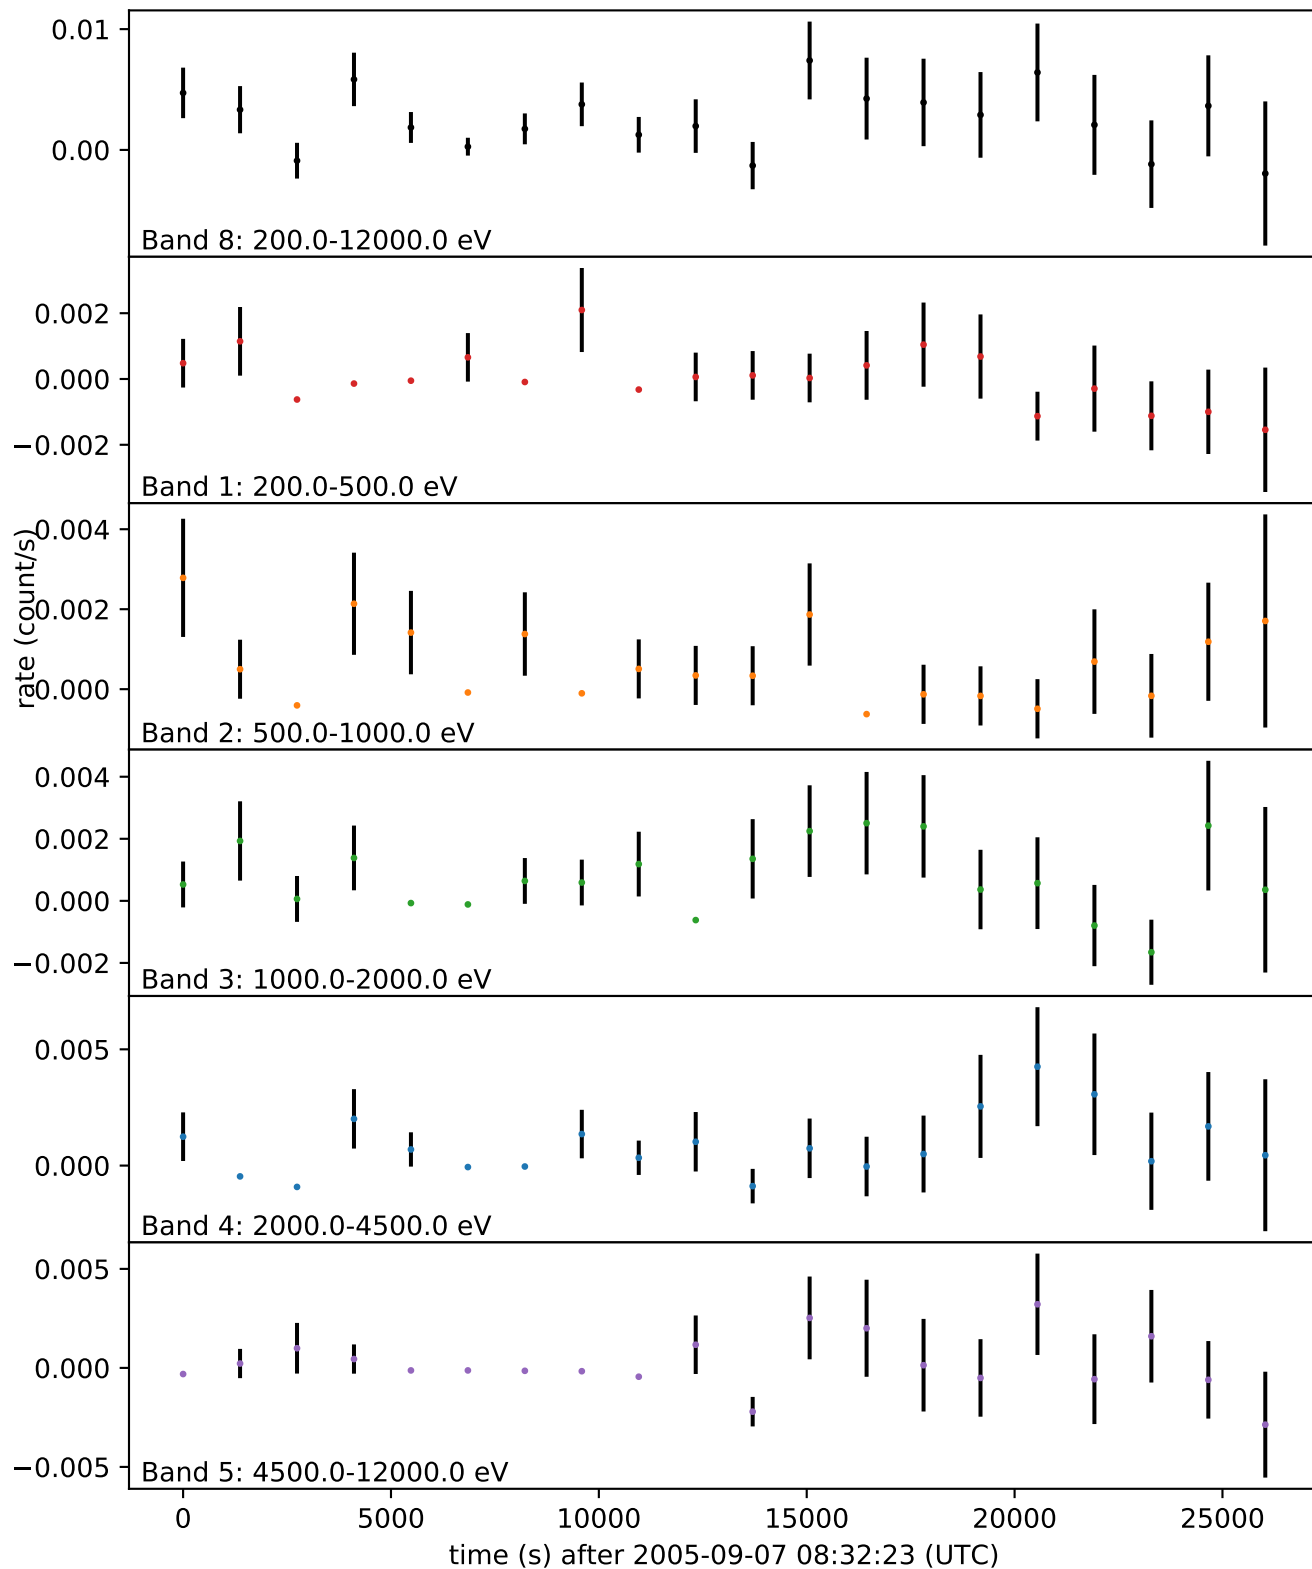 0.01
0.00
Band 8: 200.0-12000.0 eV
0.002
0.000
−0.002
Band 1: 200.0-500.0 eV
rate (count/s)
0.004
0.002
0.000
Band 2: 500.0-1000.0 eV
0.004
0.002
0.000
−0.002
Band 3: 1000.0-2000.0 eV
0.005
0.000
Band 4: 2000.0-4500.0 eV
0.005
0.000
−0.005
Band 5: 4500.0-12000.0 eV
0 5000 10000 15000 20000 25000
time (s) after 2005-09-07 08:32:23 (UTC)